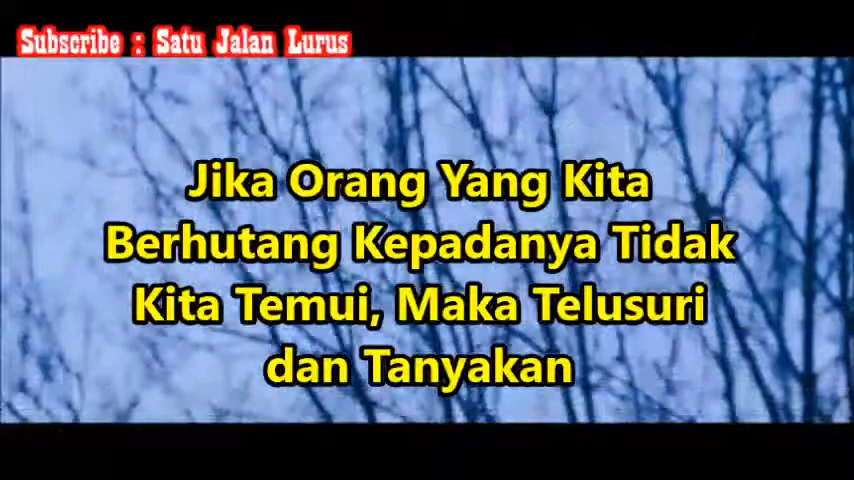 Subscribe : Satu Jalan Lurus
Jika Orang Yang Kita
Berhutang Kepadanya Tidak
Kita Temui, Maka Telusuri
dan Tanyakan